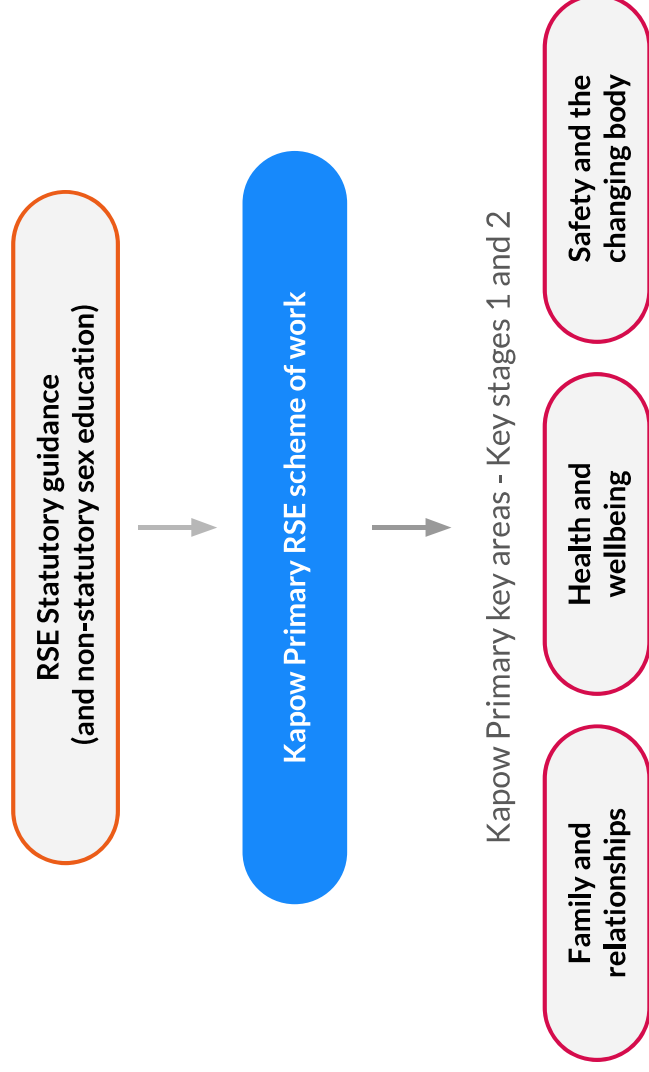 RSE Statutory guidance
(and non-statutory sex education)
Kapow Primary RSE scheme of work
Kapow Primary key areas - Key stages 1 and 2
Family and
relationships
Health and
wellbeing
Safety and the
changing body